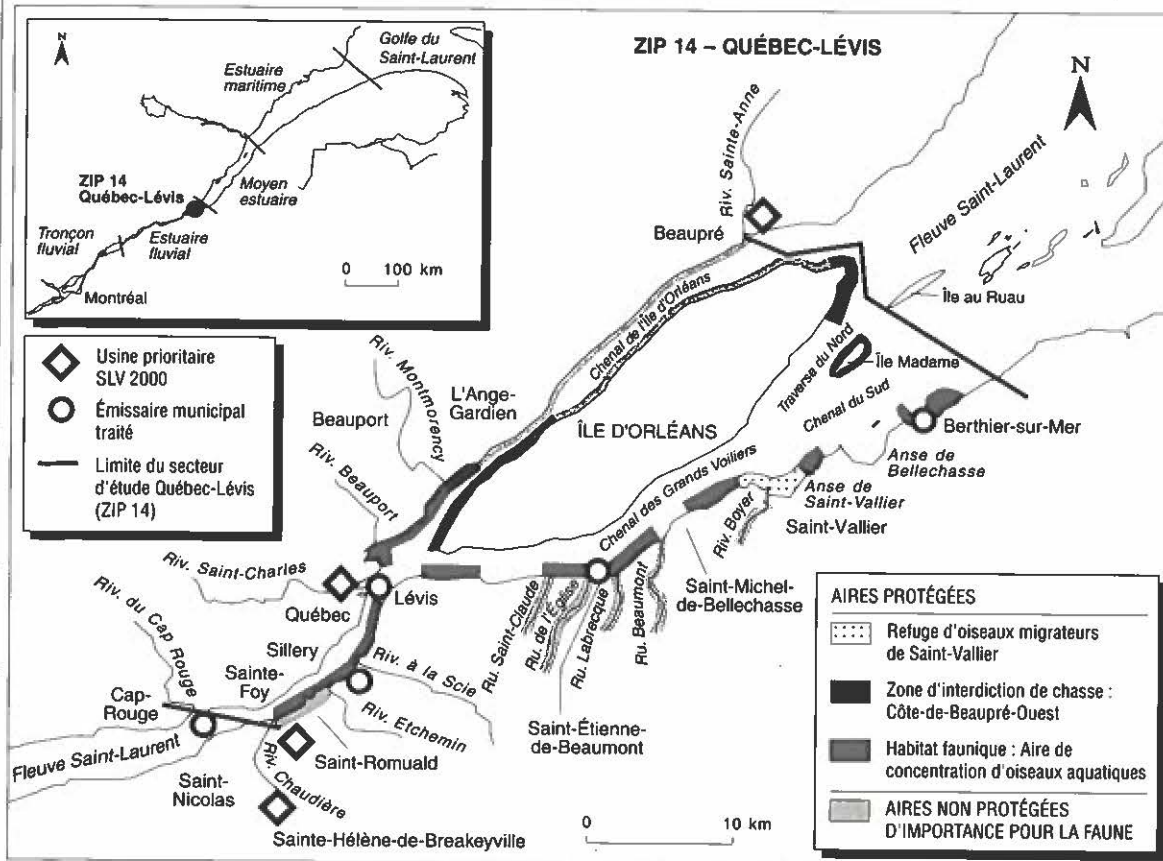 ZIP 14 – QUÉBEC-LÉVIS
N
Golfe du
Saint-Laurent
Estuaire
maritime
ZIP 14
Québec-Lévis
Moyen
estuaire
Tronçon
fluvial
Estuaire
fluvial
Montréal
0 100 km
Usine prioritaire
SLV 2000
Émissaire municipal
traité
Limite du secteur
d'étude Québec-Lévis
(ZIP 14)
N
Riv. Sainte-Anne
Beaupré
Fleuve Saint-Laurent
Île au Ruau
Chenal de l'Île d'Orléans
Traverse du Nord
Île Madame
Chenal du Sud
Riv. Montmorency
L'Ange-
Gardien
Beauport
Riv. Beauport
ÎLE D'ORLÉANS
Berthier-sur-Mer
Anse de
Bellechasse
Chenal des Grands Voiliers
Anse de
Saint-Vallier
Riv. Boyer
Saint-Vallier
Riv. Saint-Charles
Québec
Lévis
Saint-Michel-
de-Bellechasse
Ru. Saint-Claude
Ru. de l'Église
Ru. Labrecque
Ru. Beaumont
Riv. du Cap Rouge
Sillery
Sainte-
Foy
Riv. à la Scie
Cap-
Rouge
Riv. Etchemin
Saint-Étienne-
de-Beaumont
Fleuve Saint-Laurent
Saint-Romuald
Saint-
Nicolas
Riv. Chaudière
Sainte-Hélène-de-Breakeyville
0 10 km
AIRES PROTÉGÉES
Refuge d'oiseaux migrateurs
de Saint-Vallier
Zone d'interdiction de chasse :
Côte-de-Beaupré-Ouest
Habitat faunique : Aire de
concentration d'oiseaux aquatiques
AIRES NON PROTÉGÉES
D'IMPORTANCE POUR LA FAUNE